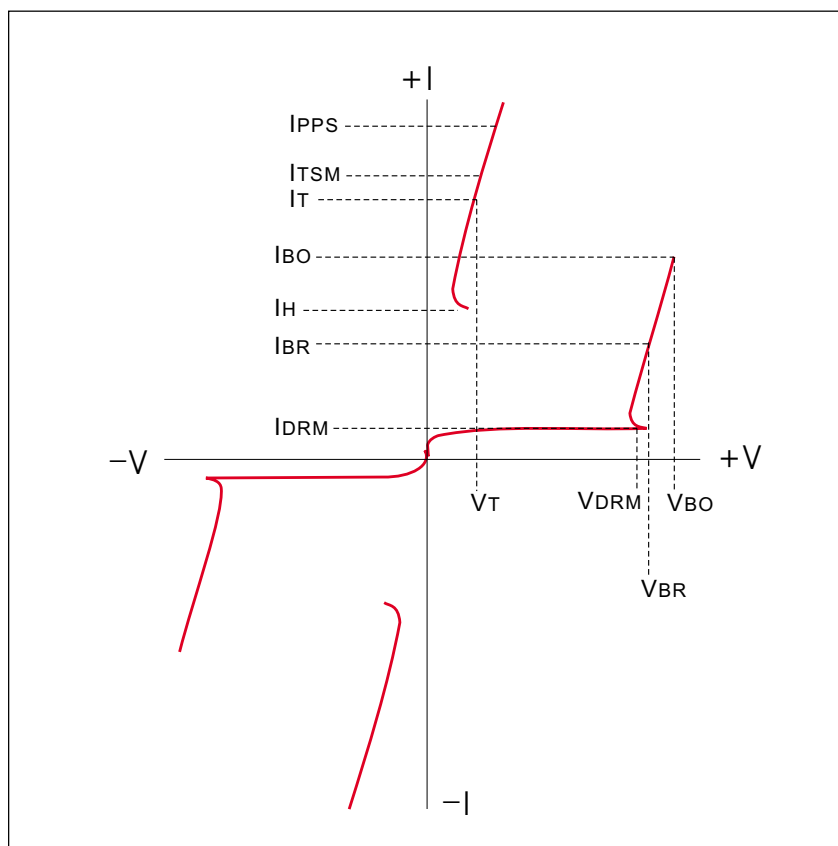 +I
IPPS
ITSM
IT
IBO
IH
IBR
IDRM
-V
+V
VT
VDRM
VBO
VBR
-I